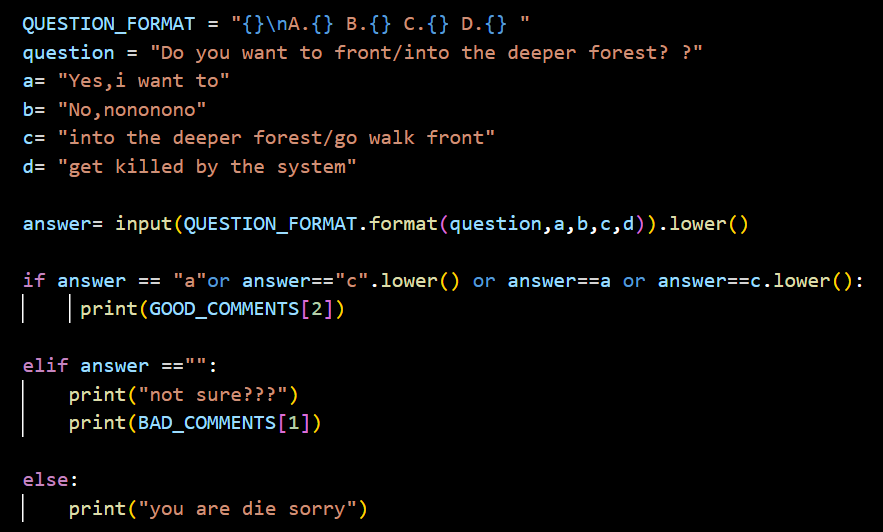 QUESTION_FORMAT = "{}\nA.{} B.{} C.{} D.{} "
question = "Do you want to front/into the deeper forest? ?"
a= "Yes,i want to"
b= "No,nononono"
c= "into the deeper forest/go walk front"
d= "get killed by the system"
answer= input(QUESTION_FORMAT.format(question,a,b,c,d)).lower()
if answer == "a"or answer=="c".lower() or answer==a or answer==c.lower():
print(GOOD_COMMENTS[2])
elif answer =="":
print("not sure???")
print(BAD_COMMENTS[1])
else:
print("you are die sorry")